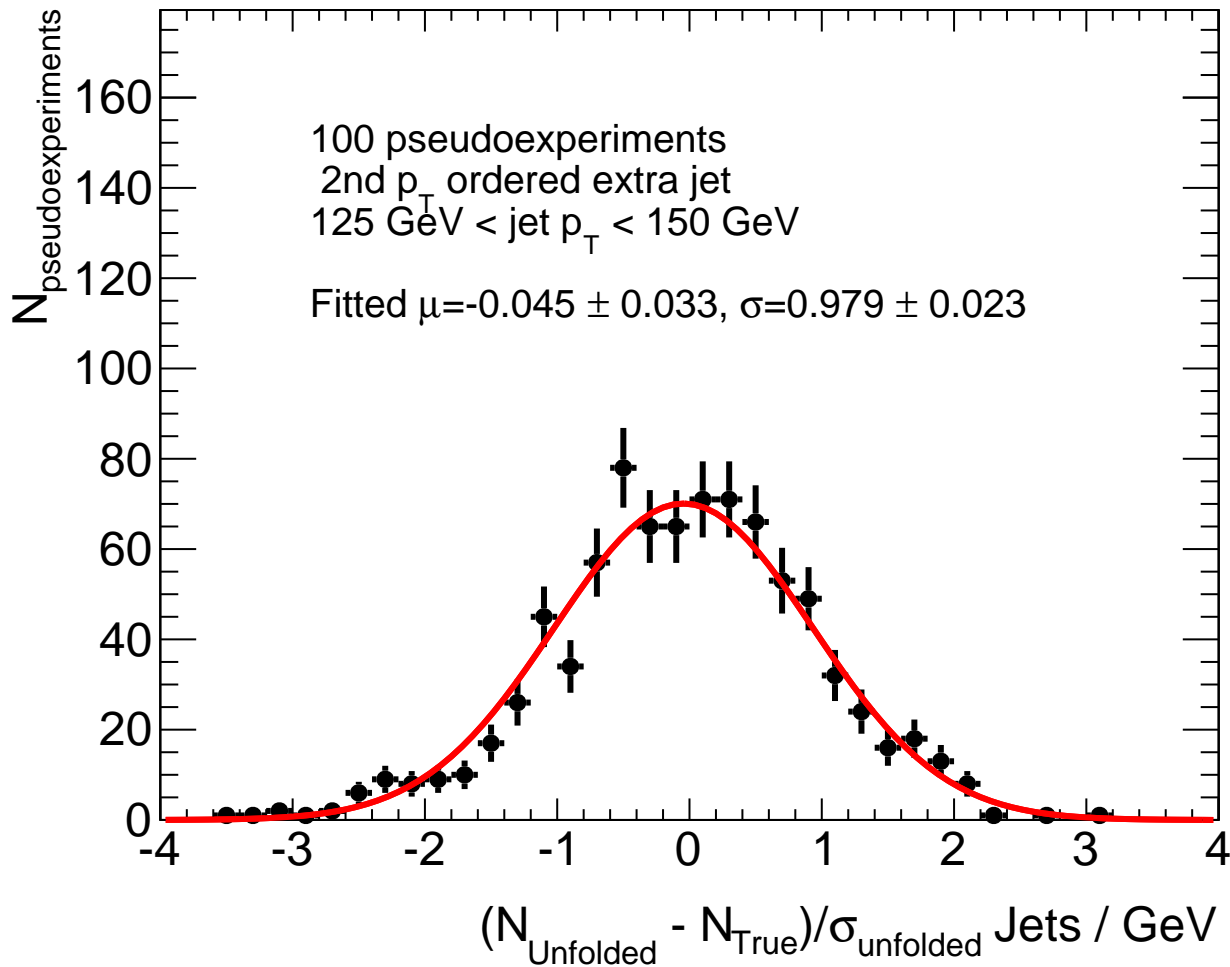 N_pseudoexperiments
160
140
120
100
80
60
40
20
0
100 pseudoexperiments
2nd p_T ordered extra jet
125 GeV < jet p_T < 150 GeV
Fitted μ=-0.045 ± 0.033, σ=0.979 ± 0.023
-4 -3 -2 -1 0 1 2 3 4
(N_Unfolded - N_True)/σ_unfolded Jets / GeV